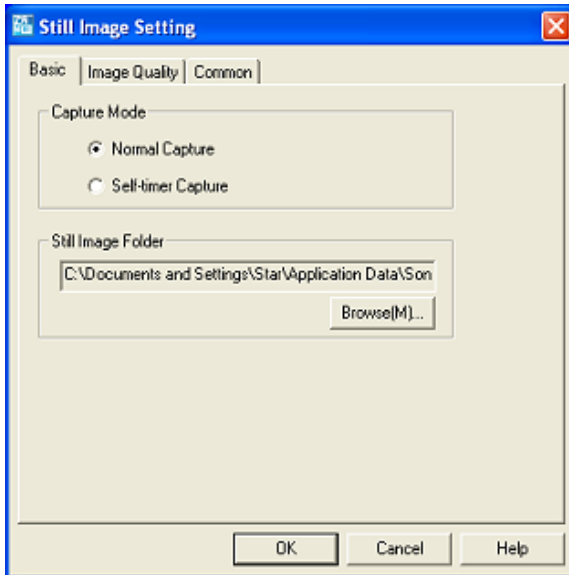 Still Image Setting
Basic Image Quality Common
Capture Mode
Normal Capture
Self-timer Capture
Still Image Folder
C:\Documents and Settings\Star\Application Data\Son
Browse(M)...
OK Cancel Help